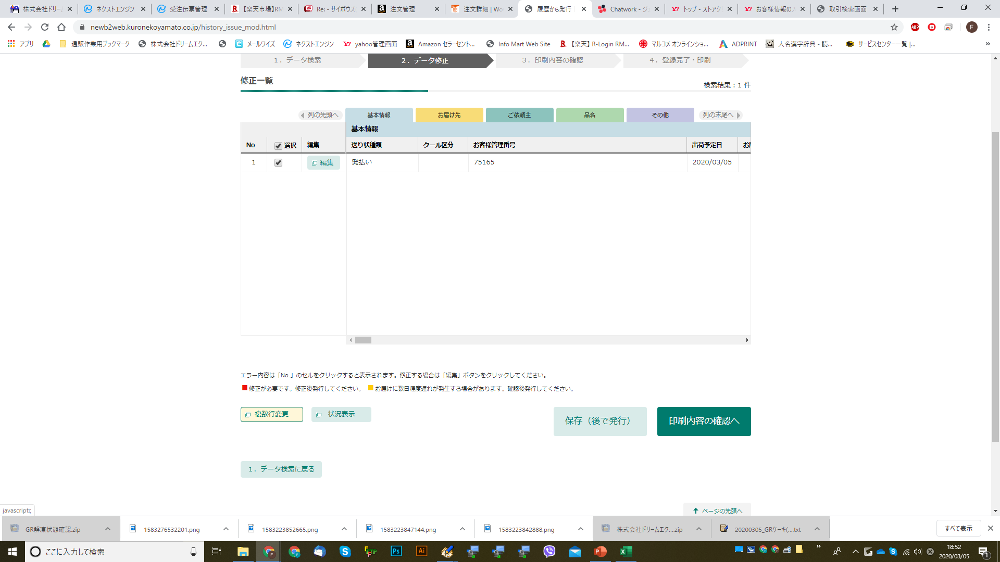 株式会社ドリーム
ネクストエンジン
受注伝票管理
【楽天市場】RM
Re: - サイボウズ
注文管理
注文詳細 | Wo
履歴から発行
Chatwork - ジ
トップ - ストアク
お客様情報の
取引検索画面
newb2web.kuronekoyamato.co.jp/history_issue_mod.html
ABP
F
アプリ
通販作業用ブックマーク
株式会社ドリームエク...
メールワイズ
ネクストエンジン
yahoo管理画面
Amazon セラーセント...
Info Mart Web Site
【楽天】R-Login RM...
マルコメ オンラインショ...
ADPRINT
人名漢字辞典 - 読...
サービスセンター一覧 |...
»
1．データ検索
2．データ修正
3．印刷内容の確認
4．登録完了・印刷
修正一覧
検索結果：1 件
列の先頭へ
基本情報
お届け先
ご依頼主
品名
その他
列の末尾へ
基本情報
No
選択
編集
送り状種類
クール区分
お客様管理番号
出荷予定日
1
編集
発払い
75165
2020/03/05
エラー内容は「No.」のセルをクリックすると表示されます。修正する場合は「編集」ボタンをクリックしてください。
修正が必要です。修正後発行してください。
お届けに数日程度遅れが発生する場合があります。確認後発行してください。
複数行変更
状況表示
保存（後で発行）
印刷内容の確認へ
1．データ検索に戻る
ページの先頭へ
javascript:;
GR解凍状態確認.zip
1583276532201.png
1583223852665.png
1583223847144.png
1583223842888.png
株式会社ドリームエク....zip
20200305_GRケーキ(....txt
すべて表示
ここに入力して検索
18:52
2020/03/05
1